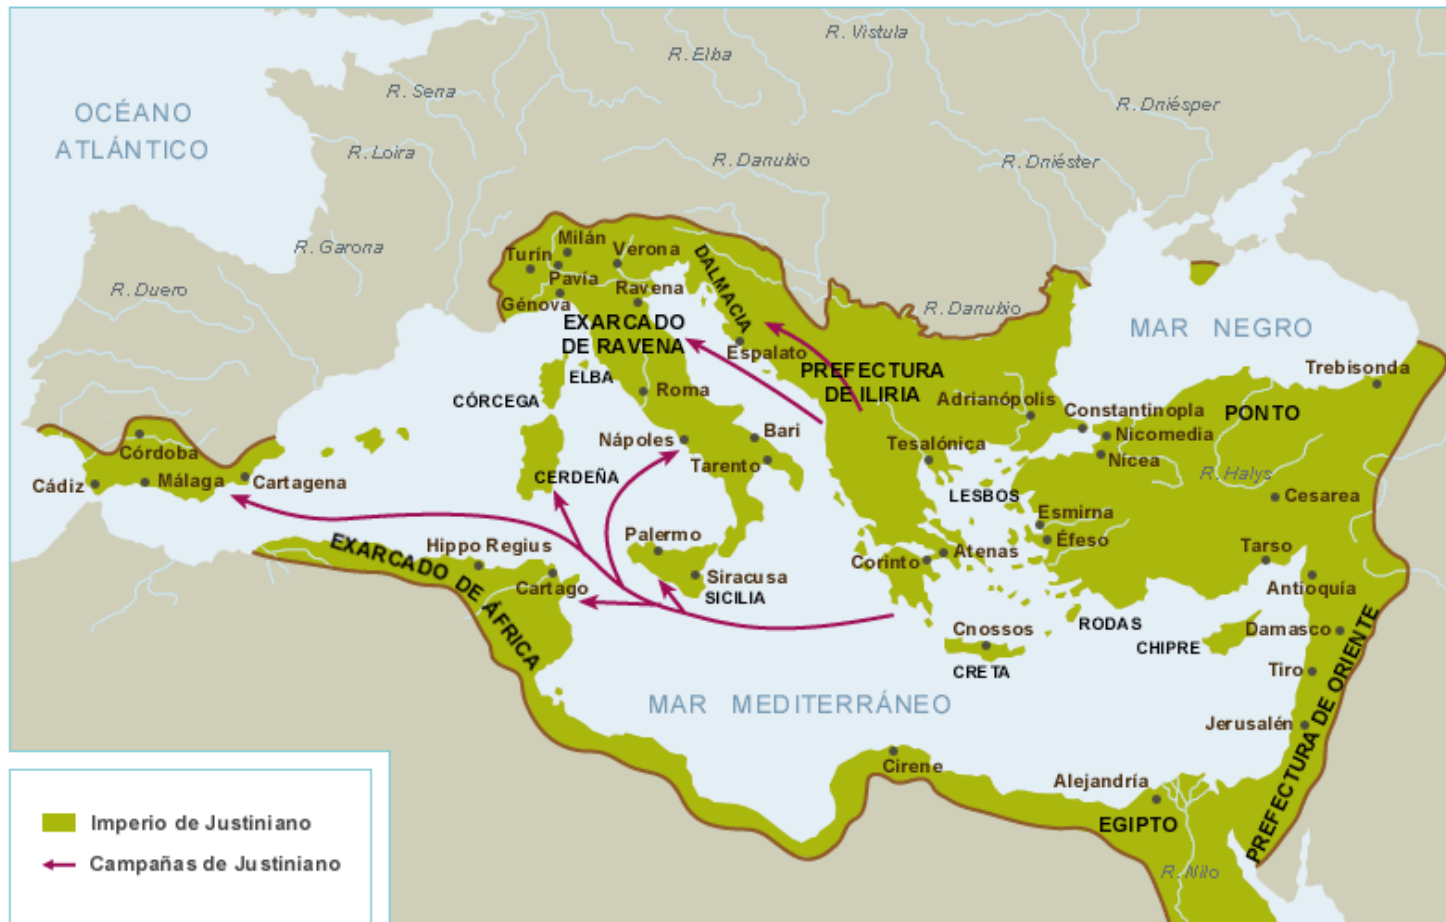 R. Vistula
R. Elba
R. Sena
R. Dniésper
OCÉANO
ATLÁNTICO
R. Loira
R. Danubio
R. Dniéster
R. Garona
Milán
Verona
Turín
DALMACIA
Pavía
R. Duero
Ravena
Génova
R. Danubio
EXARCADO
DE RAVENA
MAR NEGRO
Espalato
PREFECTURA
DE ILIRIA
Trebisonda
ELBA
Roma
CÓRCEGA
Adrianópolis
Constantinopla
PONTO
Bari
Nápoles
Nicomedia
Córdoba
Tesalónica
Nícea
Tarento
R. Halys
Cádiz
Málaga
Cartagena
CERDEÑA
LESBOS
Cesarea
Esmirna
Palermo
Éfeso
EXARCADO DE ÁFRICA
Hippo Regius
Atenas
Tarso
Corinto
Siracusa
Cartago
SICILIA
Antioquía
RODAS
Cnossos
Damasco
CHIPRE
CRETA
Tiro
MAR MEDITERRÁNEO
Jerusalén
PREFECTURA DE ORIENTE
Cirene
Alejandría
EGIPTO
R. Nilo
Imperio de Justiniano
Campañas de Justiniano